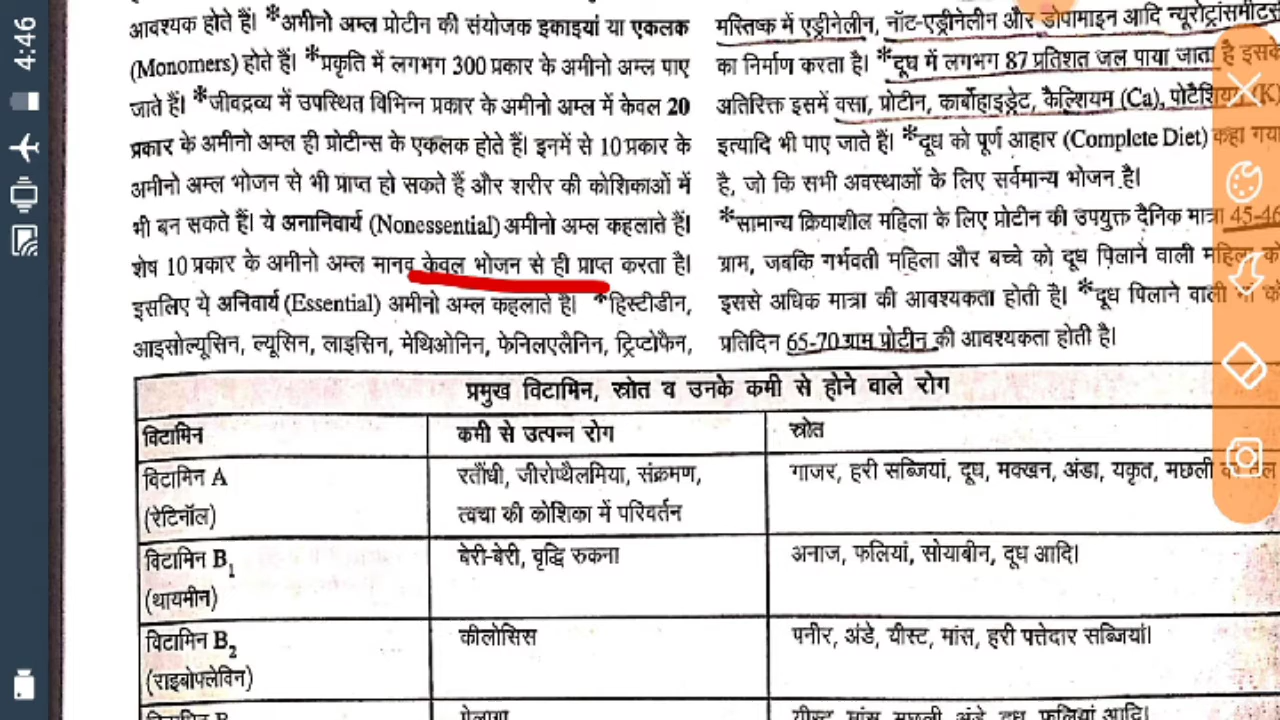 4:46
आवश्यक होते हैं। *अमीनो अम्ल प्रोटीन की संयोजक इकाइयां या एकलक
(Monomers) होते हैं। *प्रकृति में लगभग 300 प्रकार के अमीनो अम्ल पाए
जाते हैं। *जीवद्रव्य में उपस्थित विभिन्न प्रकार के अमीनो अम्ल में केवल 20
प्रकार के अमीनो अम्ल ही प्रोटीन्स के एकलक होते हैं। इनमें से 10 प्रकार के
अमीनो अम्ल भोजन से भी प्राप्त हो सकते हैं और शरीर की कोशिकाओं में
भी बन सकते हैं। ये अनानिवार्य (Nonessential) अमीनो अम्ल कहलाते हैं।
शेष 10 प्रकार के अमीनो अम्ल मानव केवल भोजन से ही प्राप्त करता है।
इसलिए ये अनिवार्य (Essential) अमीनो अम्ल कहलाते है। *हिस्टीडीन,
आइसोल्यूसिन, ल्यूसिन, लाइसिन, मेथिओनिन, फेनिलएलैनिन, ट्रिप्टोफैन,
मस्तिष्क में एड्रीनेलीन, नॉट-एड्रीनेलीन और डोपामाइन आदि न्यूरोट्रांसमीटर्स
का निर्माण करता है। *दूध में लगभग 87 प्रतिशत जल पाया जाता है इसके
अतिरिक्त इसमें वसा, प्रोटीन, कार्बोहाइड्रेट, कैल्शियम (Ca), पोटैशियम (K)
इत्यादि भी पाए जाते हैं। *दूध को पूर्ण आहार (Complete Diet) कहा गया
है, जो कि सभी अवस्थाओं के लिए सर्वमान्य भोजन है।
*सामान्य क्रियाशील महिला के लिए प्रोटीन की उपयुक्त दैनिक मात्रा 45-46
ग्राम, जबकि गर्भवती महिला और बच्चे को दूध पिलाने वाली महिला को
इससे अधिक मात्रा की आवश्यकता होती है। *दूध पिलाने वाली को
प्रतिदिन 65-70 ग्राम प्रोटीन की आवश्यकता होती है।
प्रमुख विटामिन, स्रोत व उनके कमी से होने वाले रोग
विटामिन कमी से उत्पन्न रोग स्रोत
विटामिन A रतौंधी, जीरोप्थैलमिया, संक्रमण, गाजर, हरी सब्जियां, दूध, मक्खन, अंडा, यकृत, मछली
(रेटिनॉल) त्वचा की कोशिका में परिवर्तन
विटामिन B₁ बेरी-बेरी, वृद्धि रुकना अनाज, फलियां, सोयाबीन, दूध आदि।
(थायमीन)
विटामिन B₂ कीलोसिस पनीर, अंडे, यीस्ट, मांस, हरी पत्तेदार सब्जियां।
(राइबोफ्लेविन)
विटामिन पेलाग्रा यीस्ट, मांस, मछली, अंडे, दूध, फलियां आदि।